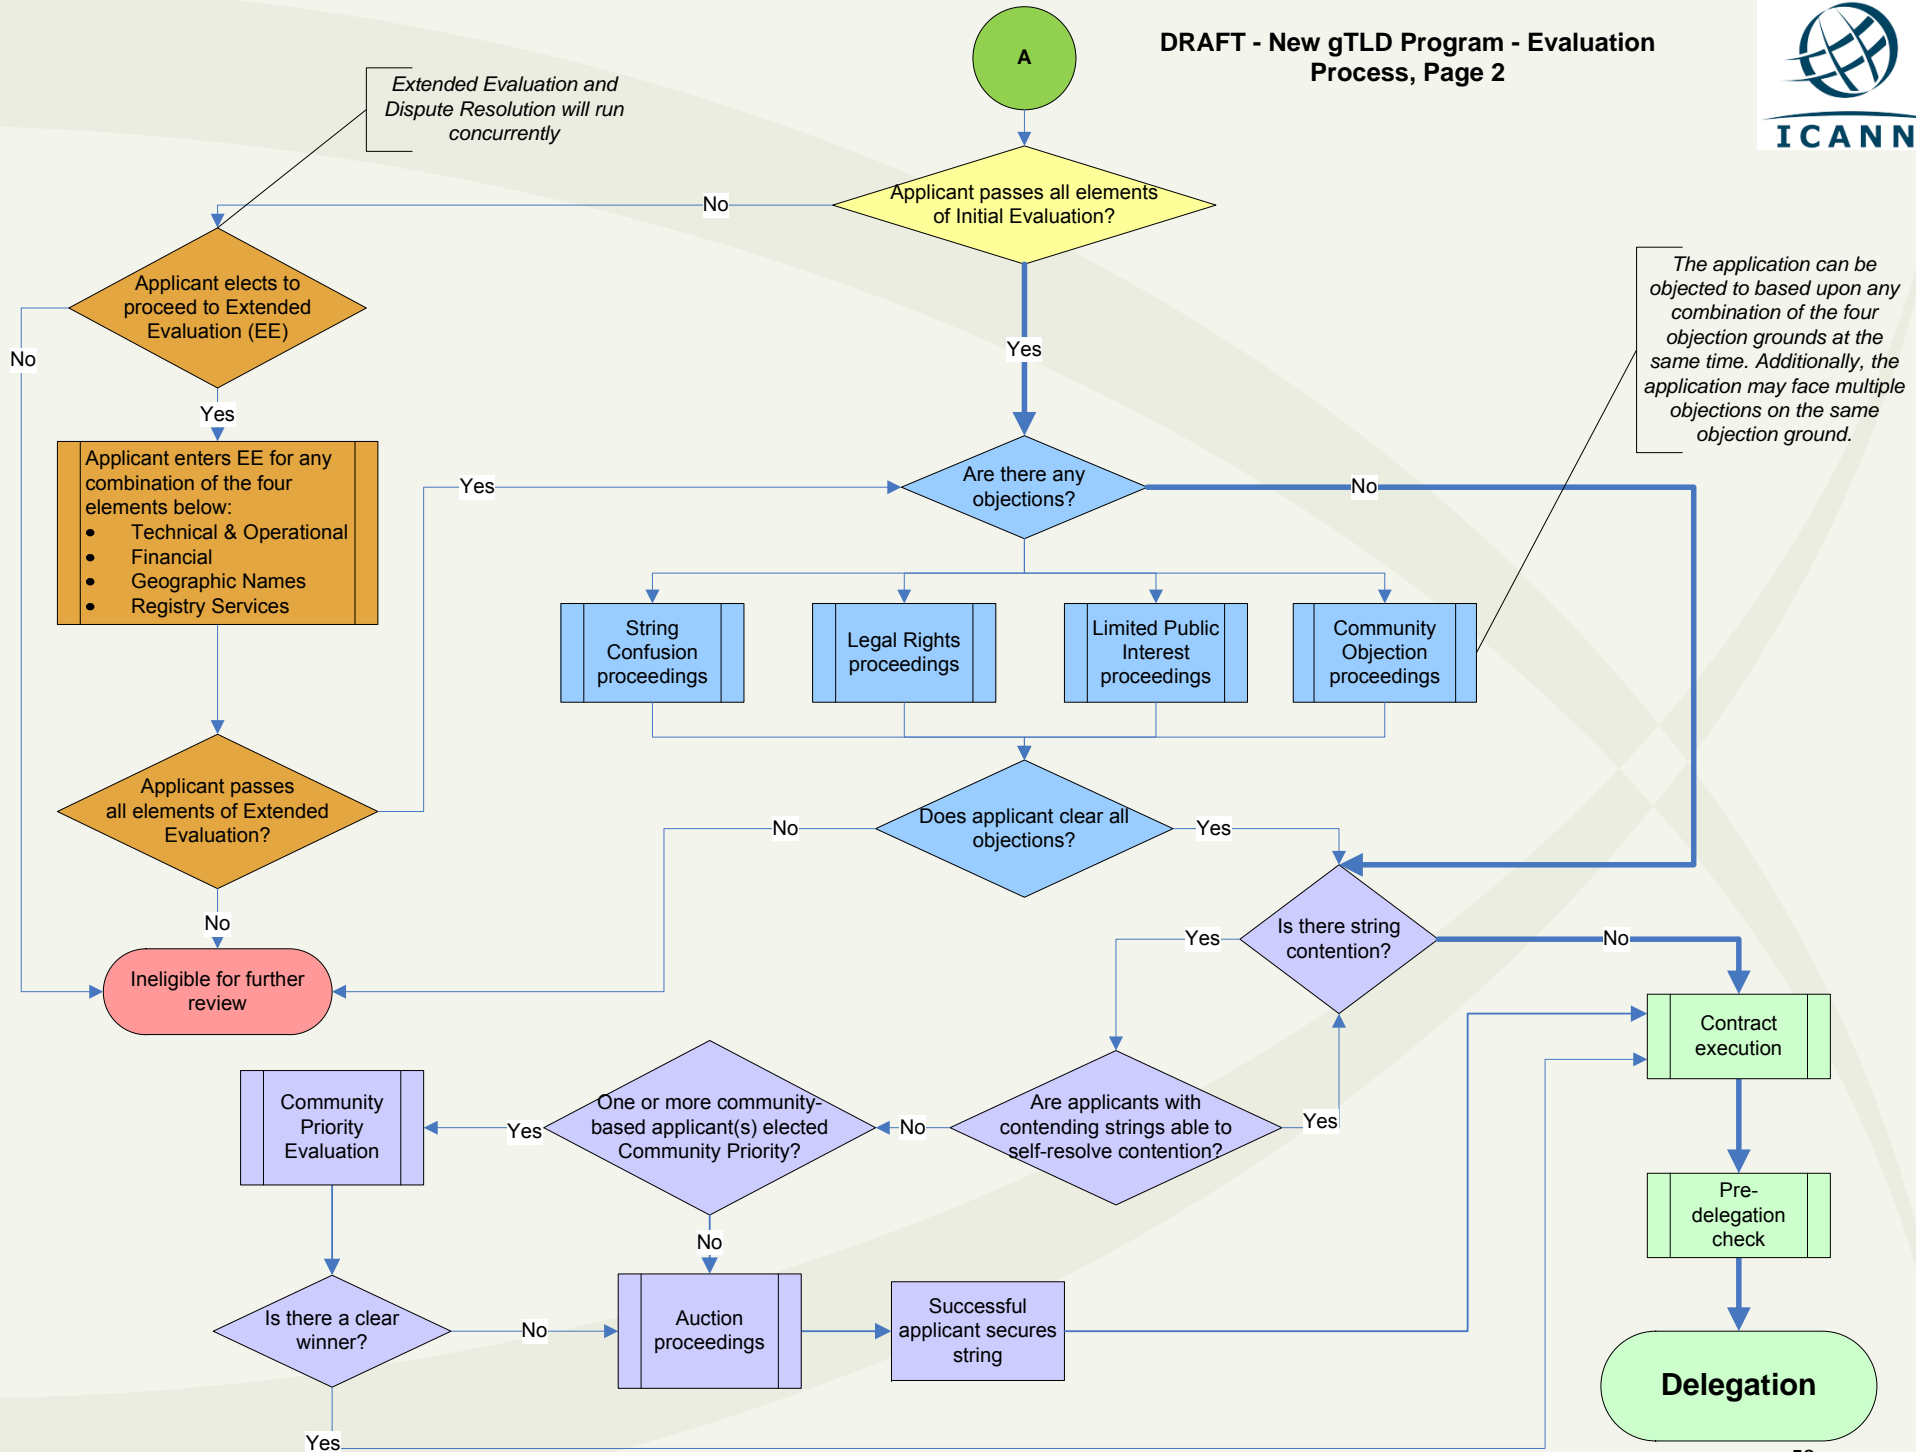 A
DRAFT - New gTLD Program - Evaluation
Process, Page 2
ICANN
Extended Evaluation and
Dispute Resolution will run
concurrently
Applicant passes all elements
of Initial Evaluation?
No
Yes
Applicant elects to
proceed to Extended
Evaluation (EE)
No
Yes
The application can be
objected to based upon any
combination of the four
objection grounds at the
same time. Additionally, the
application may face multiple
objections on the same
objection ground.
Applicant enters EE for any
combination of the four
elements below:
• Technical & Operational
• Financial
• Geographic Names
• Registry Services
Yes
Are there any
objections?
No
String
Confusion
proceedings
Legal Rights
proceedings
Limited Public
Interest
proceedings
Community
Objection
proceedings
Applicant passes
all elements of Extended
Evaluation?
No
Does applicant clear all
objections?
No
Yes
Ineligible for further
review
Is there string
contention?
Yes
No
Contract
execution
Community
Priority
Evaluation
Yes
One or more community-
based applicant(s) elected
Community Priority?
No
Are applicants with
contending strings able to
self-resolve contention?
Yes
No
Pre-
delegation
check
Is there a clear
winner?
No
Auction
proceedings
Successful
applicant secures
string
Delegation
Yes